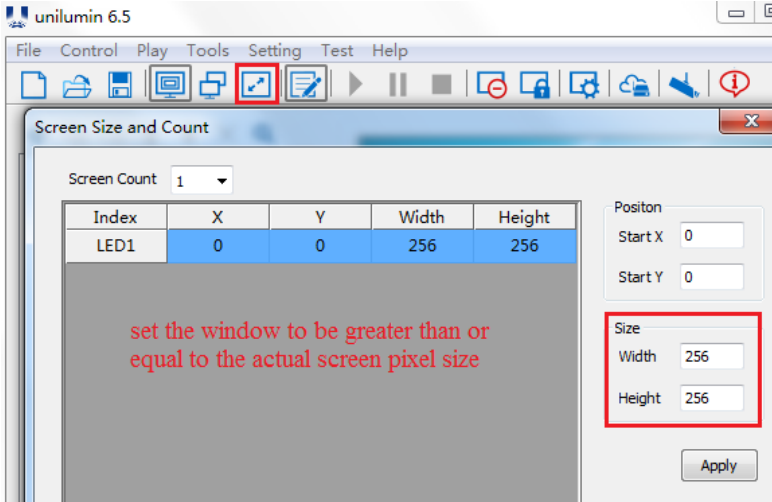 unilumin 6.5
File Control Play Tools Setting Test Help
Screen Size and Count
Screen Count 1
Index X Y Width Height
LED1 0 0 256 256
Positon
Start X 0
Start Y 0
set the window to be greater than or
equal to the actual screen pixel size
Size
Width 256
Height 256
Apply